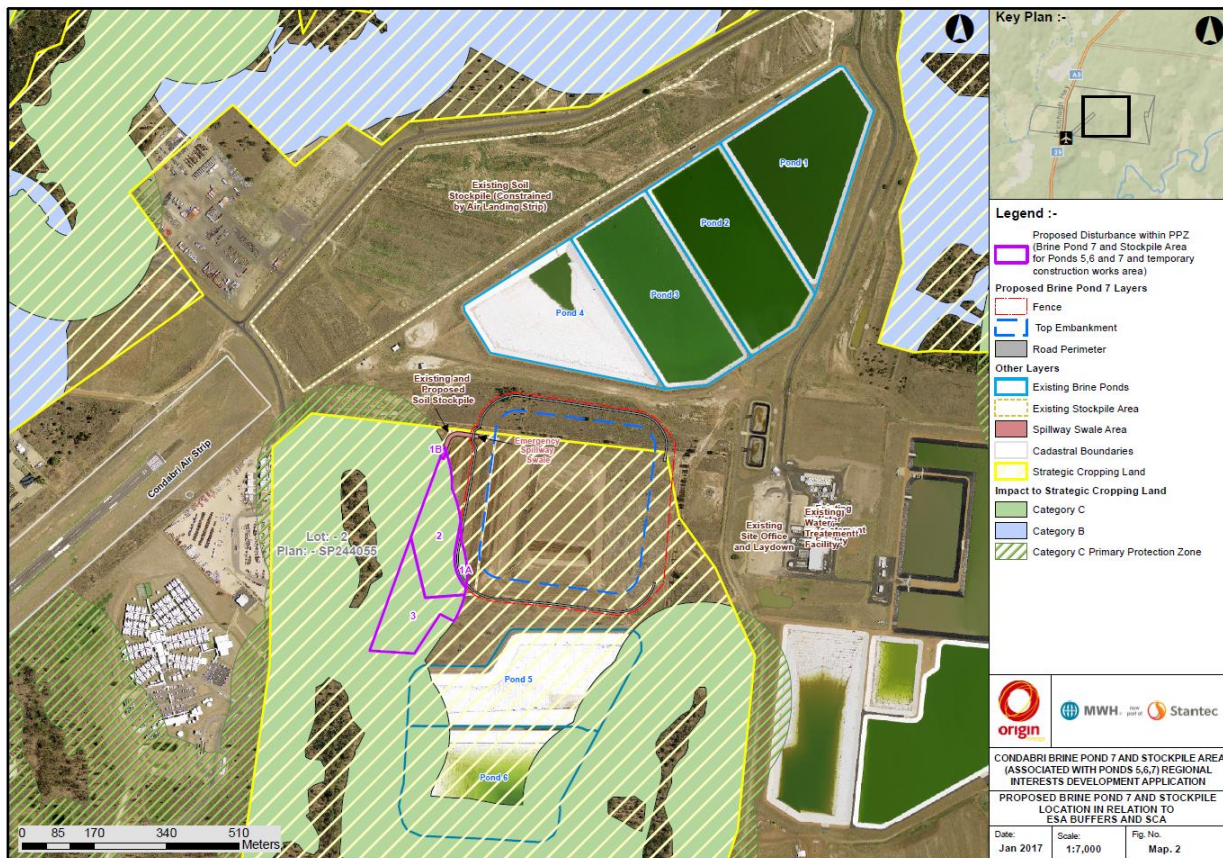 Existing Soil
Stockpile (Constrained
by Air Landing Strip)
Pond 1
Pond 2
Pond 3
Pond 4
Existing and
Proposed
Soil Stockpile
Emergency
Spillway
Swale
1B
2
1A
3
Condabri Air Strip
Lot: - 2
Plan: - SP244055
Existing
Site Office
and Laydown
Existing
Water
Treatement
Facility
Pond 5
Pond 6
0 85 170 340 510
Meters
Key Plan :-
A5
Legend :-
Proposed Disturbance within PPZ
(Brine Pond 7 and Stockpile Area
for Ponds 5,6 and 7 and temporary
construction works area)
Proposed Brine Pond 7 Layers
Fence
Top Embankment
Road Perimeter
Other Layers
Existing Brine Ponds
Existing Stockpile Area
Spillway Swale Area
Cadastral Boundaries
Strategic Cropping Land
Impact to Strategic Cropping Land
Category C
Category B
Category C Primary Protection Zone
origin
MWH. now part of Stantec
CONDABRI BRINE POND 7 AND STOCKPILE AREA
(ASSOCIATED WITH PONDS 5,6,7) REGIONAL
INTERESTS DEVELOPMENT APPLICATION
PROPOSED BRINE POND 7 AND STOCKPILE
LOCATION IN RELATION TO
ESA BUFFERS AND SCA
Date: Scale: Fig. No.
Jan 2017 1:7,000 Map. 2